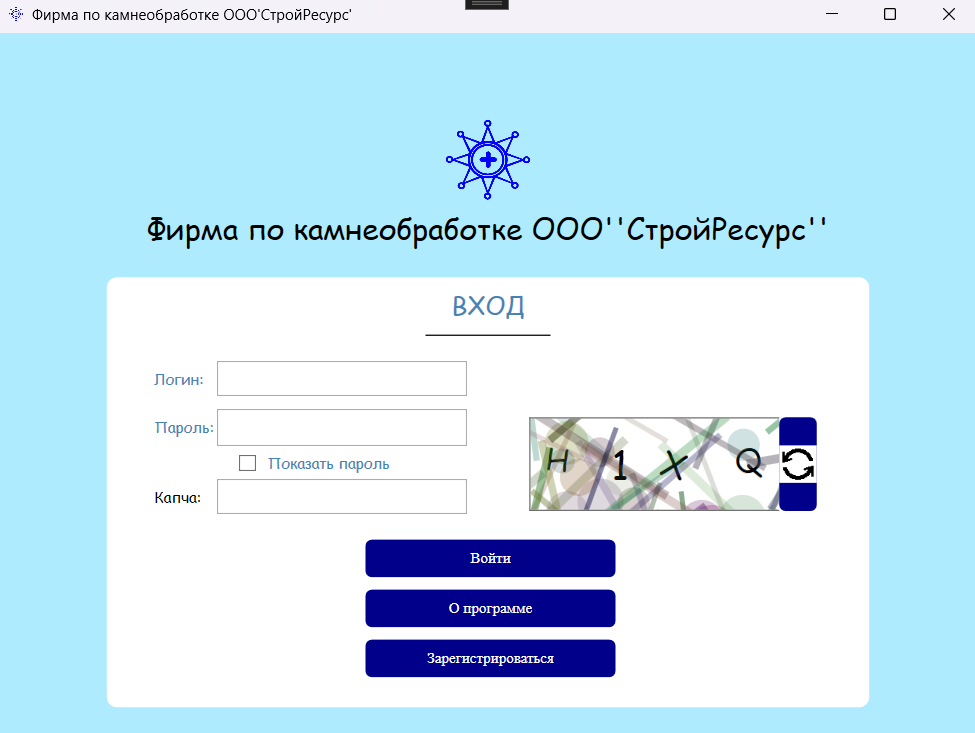 Фирма по камнеобработке ООО'СтройРесурс'
Фирма по камнеобработке ООО''СтройРесурс''
ВХОД
Логин:
Пароль:
Показать пароль
Капча:
H 1 X Q
Войти
О программе
Зарегистрироваться